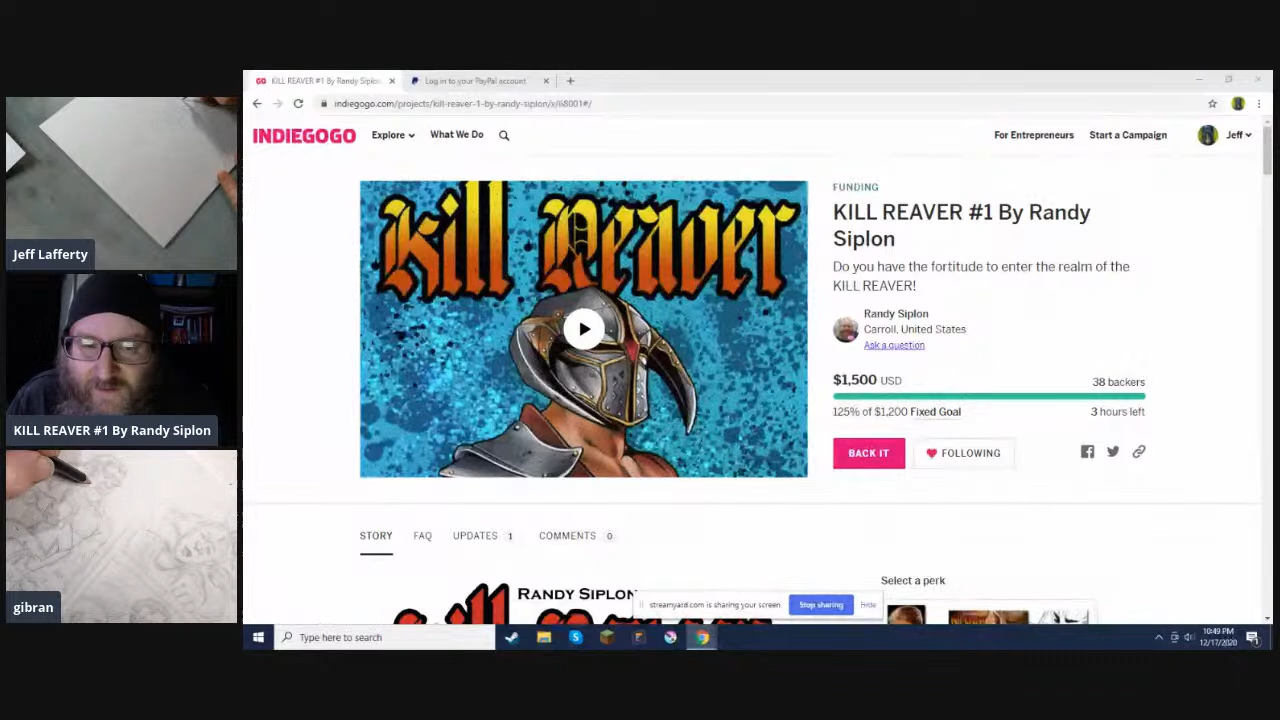 KILL REAVER #1 By Randy Siplon
Log in to your PayPal account
indiegogo.com/projects/kill-reaver-1-by-randy-siplon/x/68001#/
INDIEGOGO
Explore
What We Do
For Entrepreneurs
Start a Campaign
Jeff
Jeff Lafferty
KILL REAVER #1 By Randy Siplon
gibran
Kill Reaver
FUNDING
KILL REAVER #1 By Randy
Siplon
Do you have the fortitude to enter the realm of the
KILL REAVER!
Randy Siplon
Carroll, United States
Ask a question
$1,500 USD
38 backers
125% of $1,200 Fixed Goal
3 hours left
BACK IT
FOLLOWING
STORY
FAQ
UPDATES 1
COMMENTS 0
RANDY SIPLON
Select a perk
streamyard.com is sharing your screen.
Stop sharing
Hide
Type here to search
10:49 PM
12/17/2020